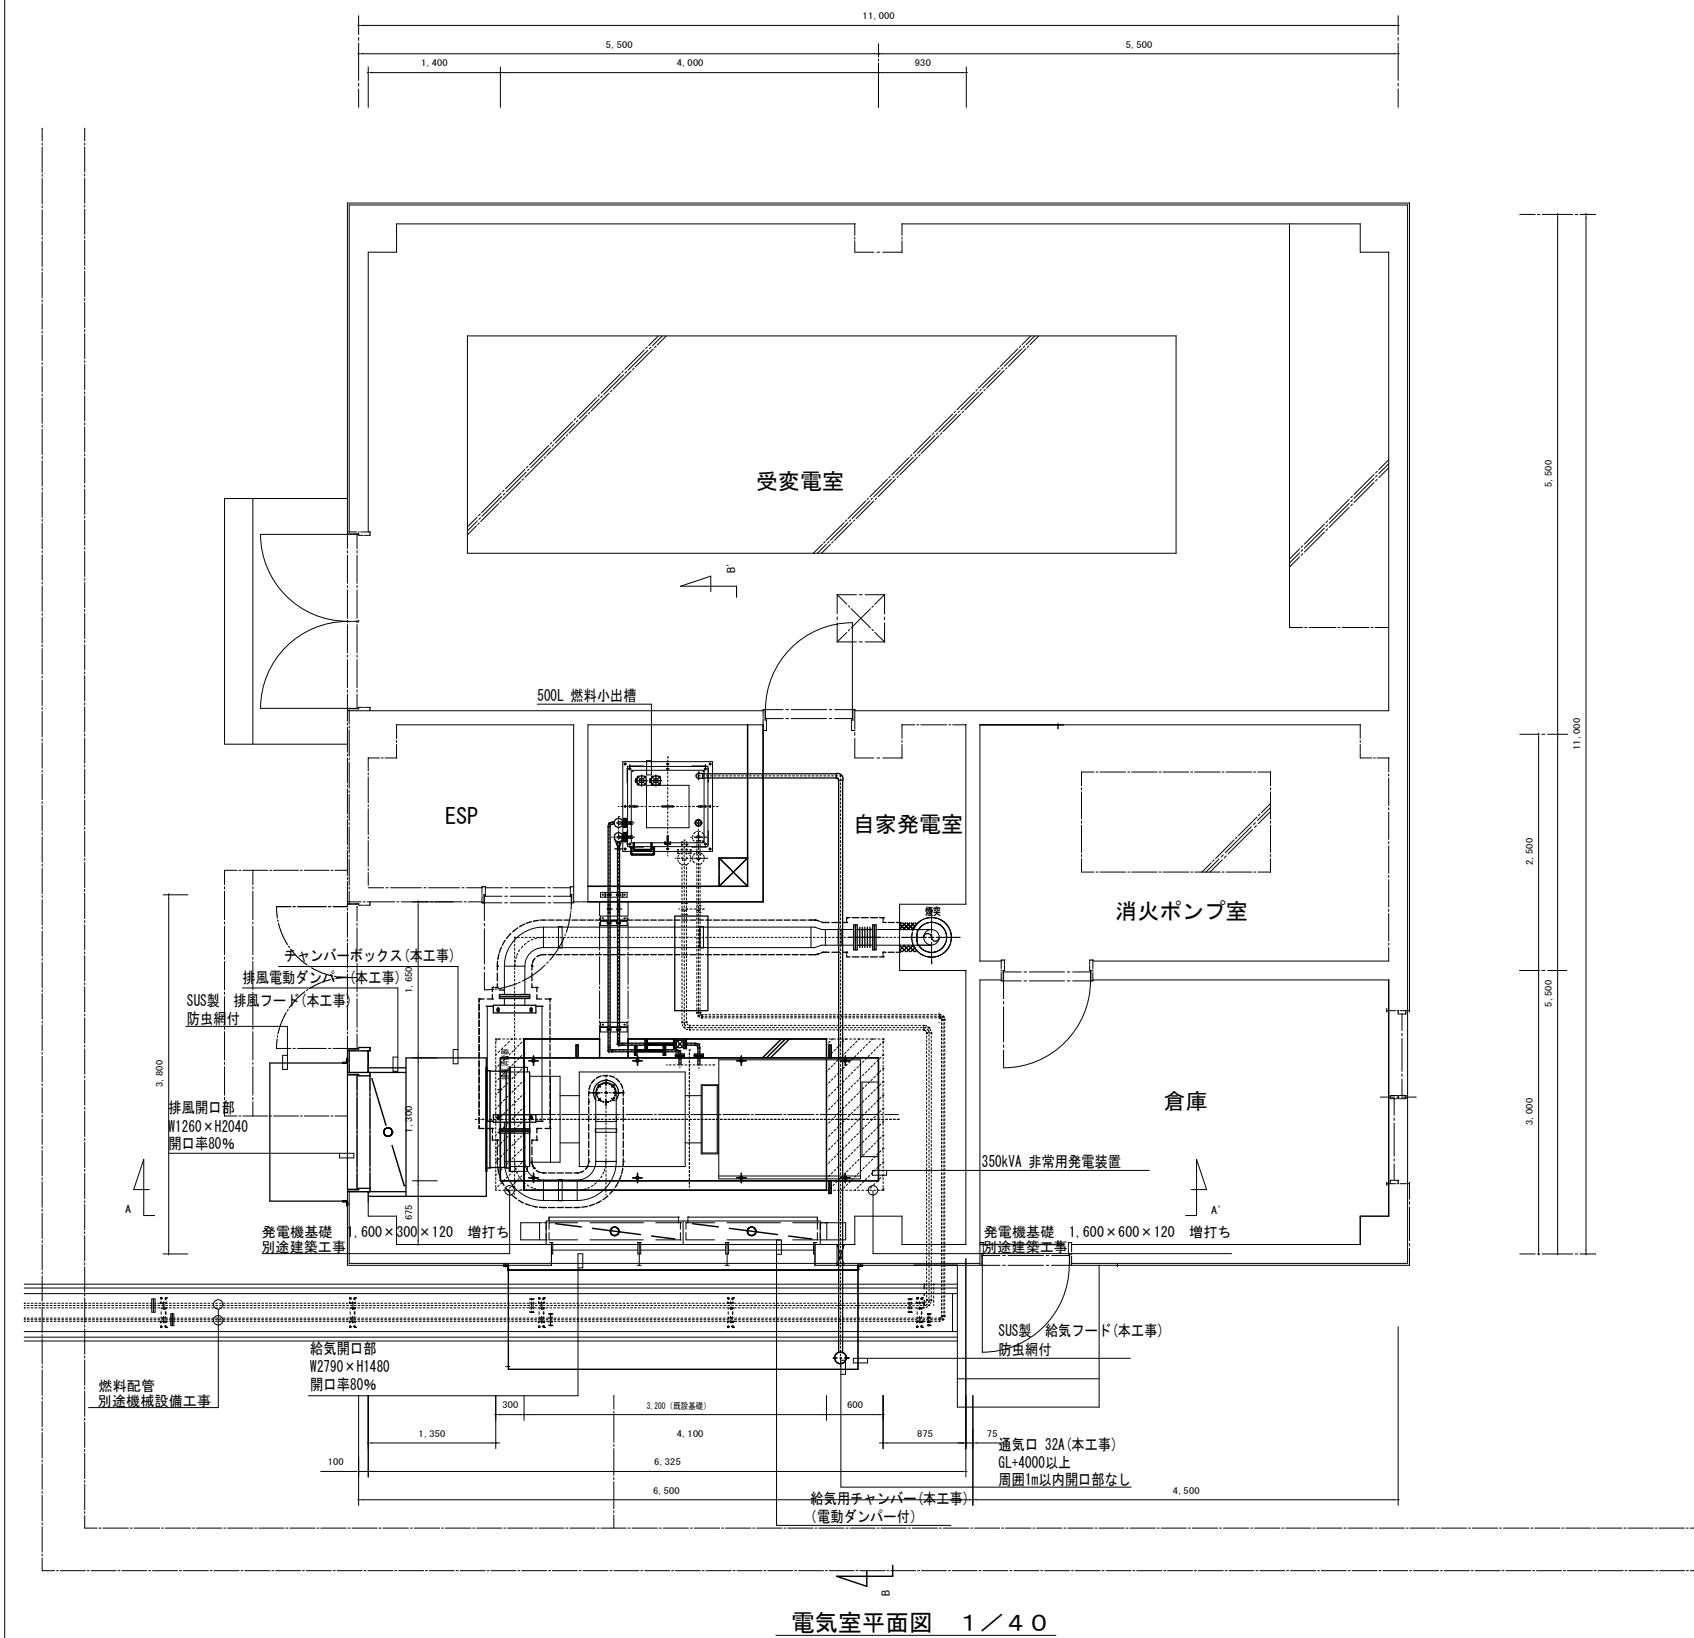 11,000
5,500
5,500
1,400
4,000
930
受変電室
5,500
11,000
B'
500L 燃料小出槽
ESP
自家発電室
2,500
消火ポンプ室
煙突
チャンバーボックス(本工事)
排風電動ダンパー(本工事)
1,650
SUS製 排風フード(本工事)
防虫網付
5,500
3,800
排風開口部
W1260×H2040
開口率80%
1,300
倉庫
3,000
350kVA 非常用発電装置
A
A'
675
発電機基礎 1,600×300×120 増打ち
別途建築工事
発電機基礎 1,600×600×120 増打ち
別途建築工事
SUS製 給気フード(本工事)
防虫網付
給気開口部
W2790×H1480
開口率80%
燃料配管
別途機械設備工事
300
3,200 (既設基礎)
600
1,350
4,100
875
75
通気口 32A(本工事)
GL+4000以上
周囲1m以内開口部なし
100
6,325
6,500
4,500
給気用チャンバー(本工事)
(電動ダンパー付)
B
電気室平面図 1/40